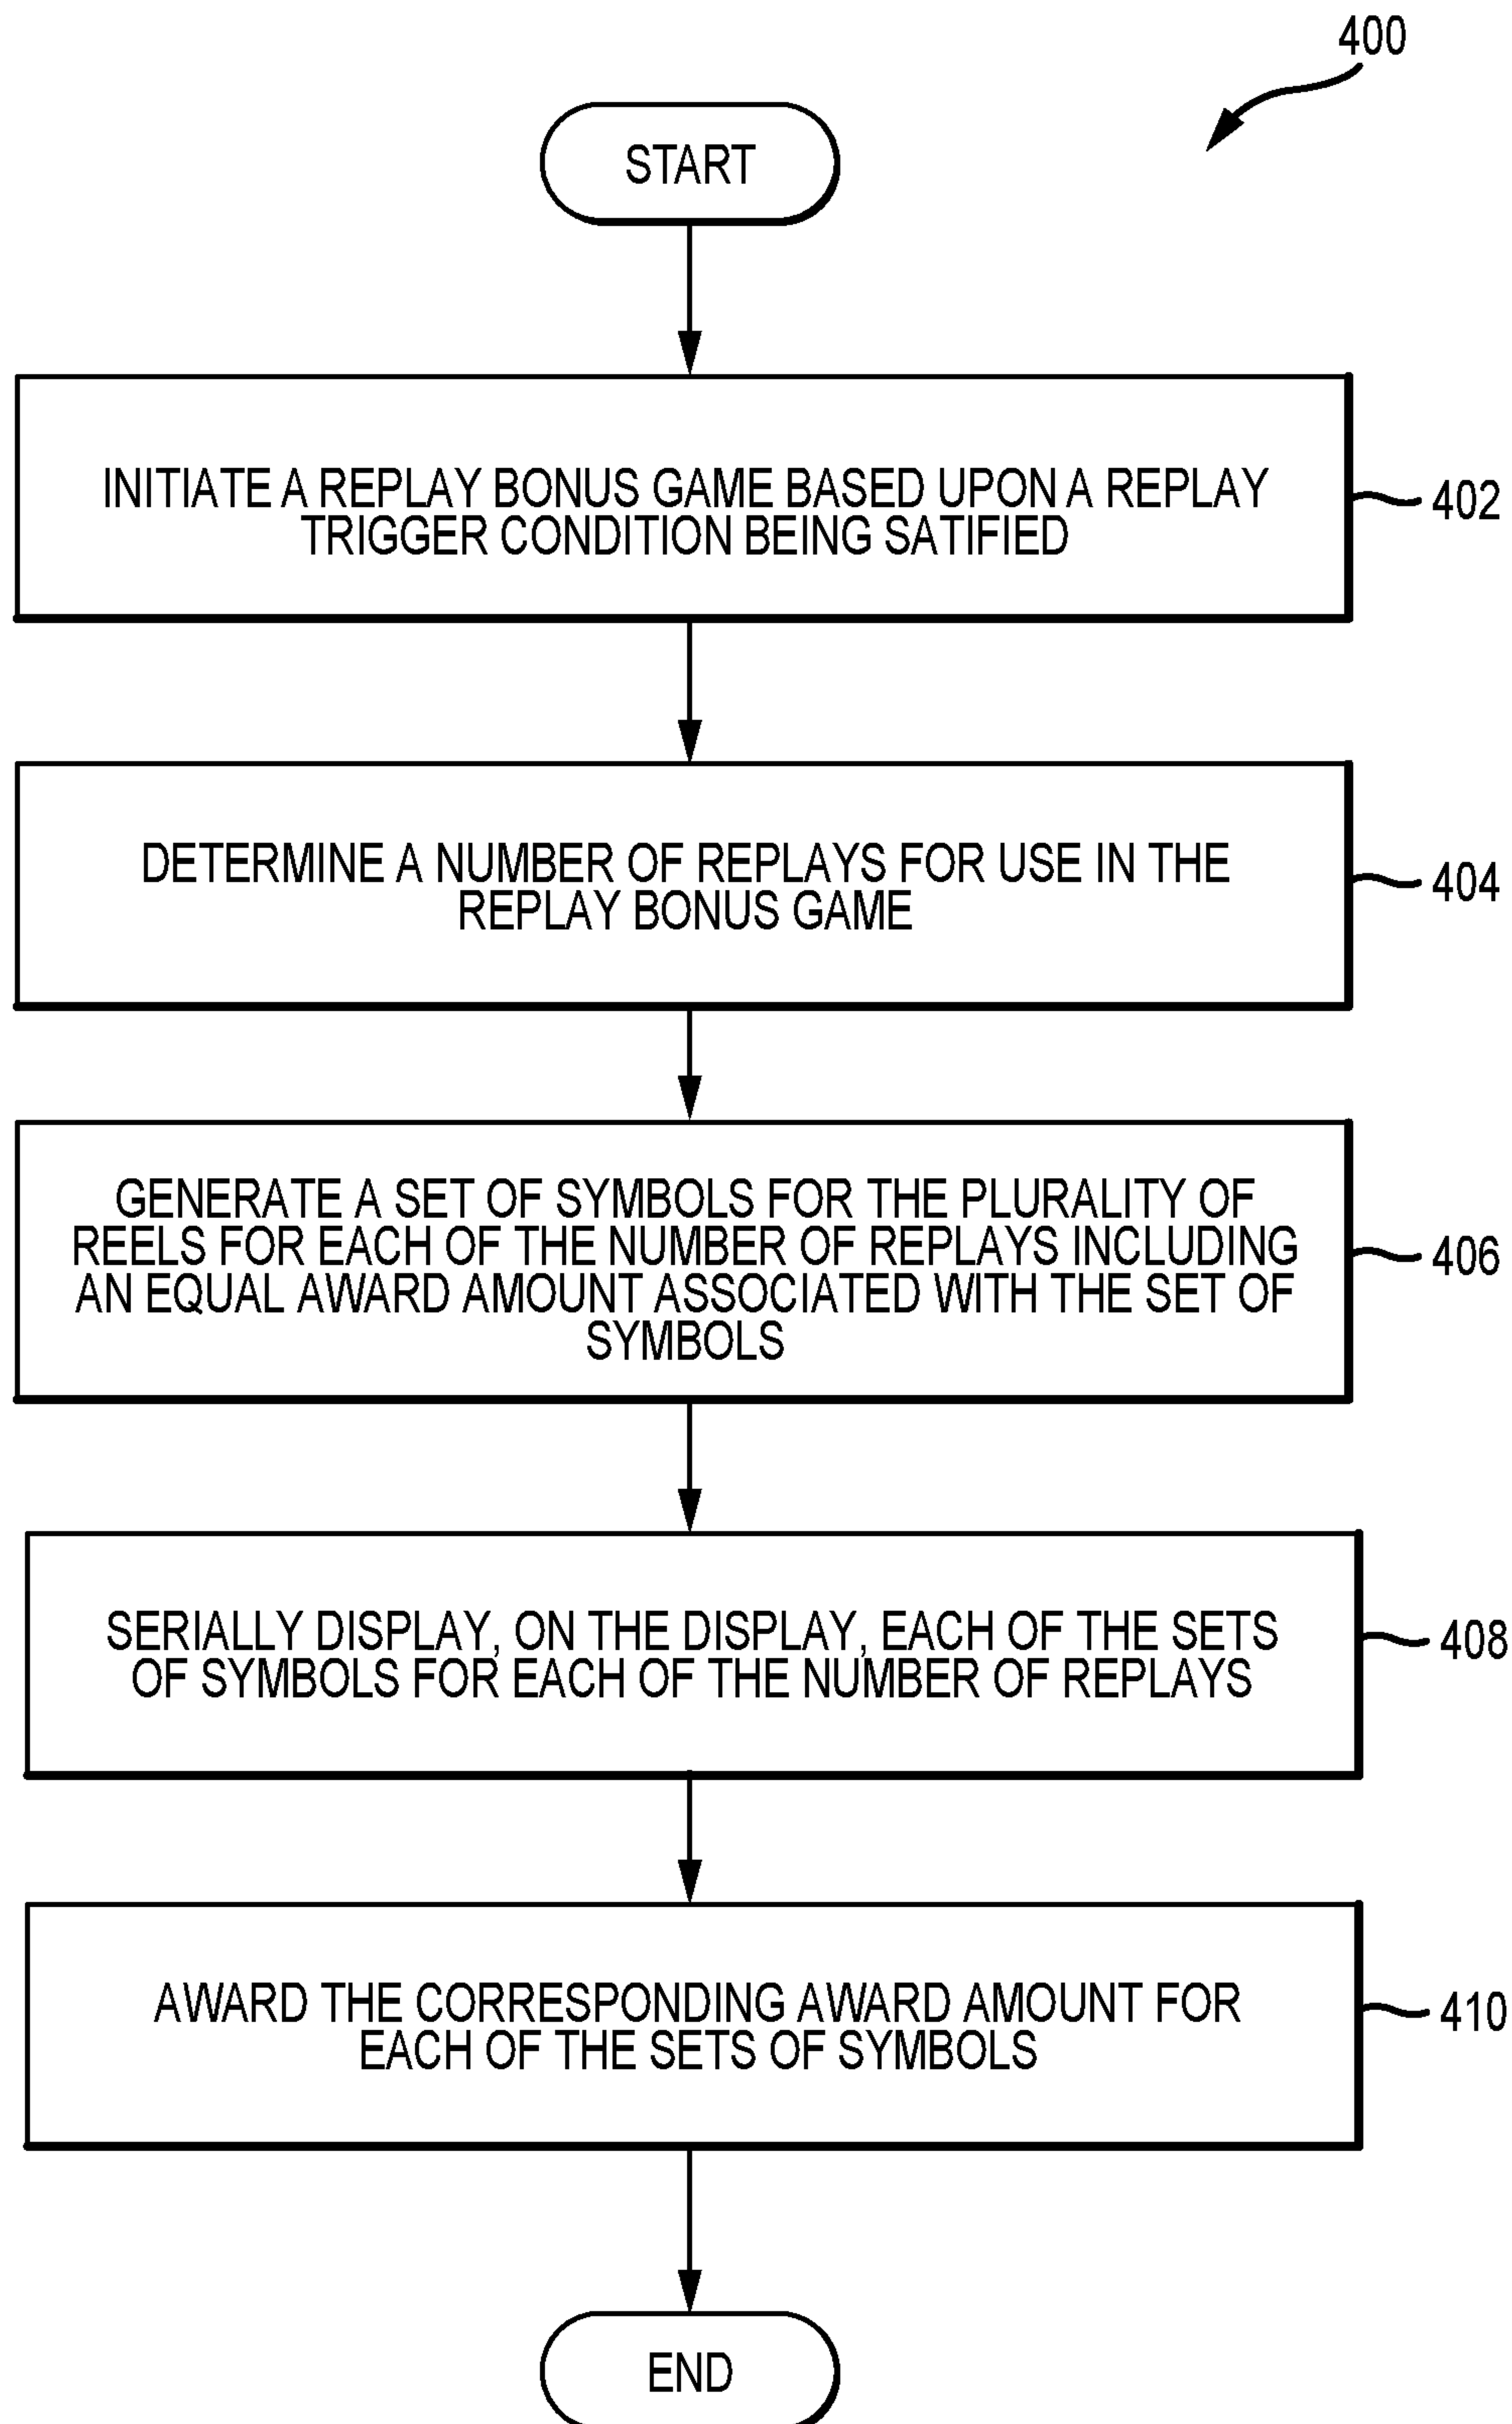 400
START
INITIATE A REPLAY BONUS GAME BASED UPON A REPLAY
TRIGGER CONDITION BEING SATIFIED
402
DETERMINE A NUMBER OF REPLAYS FOR USE IN THE
REPLAY BONUS GAME
404
GENERATE A SET OF SYMBOLS FOR THE PLURALITY OF
REELS FOR EACH OF THE NUMBER OF REPLAYS INCLUDING
AN EQUAL AWARD AMOUNT ASSOCIATED WITH THE SET OF
SYMBOLS
406
SERIALLY DISPLAY, ON THE DISPLAY, EACH OF THE SETS
OF SYMBOLS FOR EACH OF THE NUMBER OF REPLAYS
408
AWARD THE CORRESPONDING AWARD AMOUNT FOR
EACH OF THE SETS OF SYMBOLS
410
END